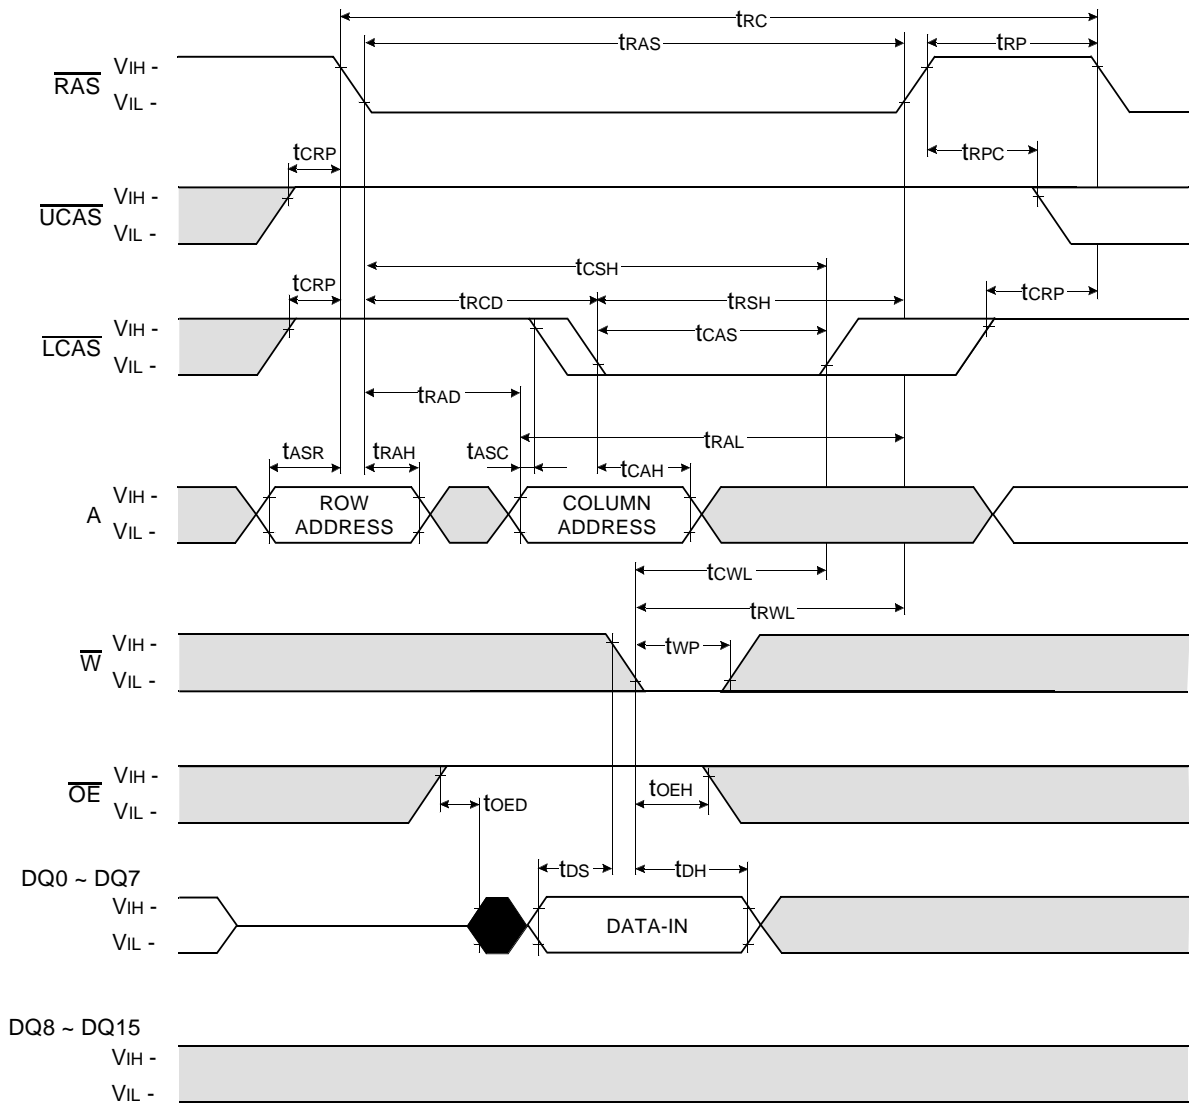 tRC
tRAS
tRP
RAS
VIH -
VIL -
tCRP
tRPC
UCAS
VIH -
VIL -
tCSH
tCRP
tRCD
tRSH
tCRP
LCAS
VIH -
VIL -
tCAS
tRAD
tRAL
tASR
tRAH
tASC
tCAH
A
VIH -
VIL -
ROW
ADDRESS
COLUMN
ADDRESS
tCWL
tRWL
W
VIH -
VIL -
tWP
OE
VIH -
VIL -
tOED
tOEH
tDS
tDH
DQ0 ~ DQ7
VIH -
VIL -
DATA-IN
DQ8 ~ DQ15
VIH -
VIL -